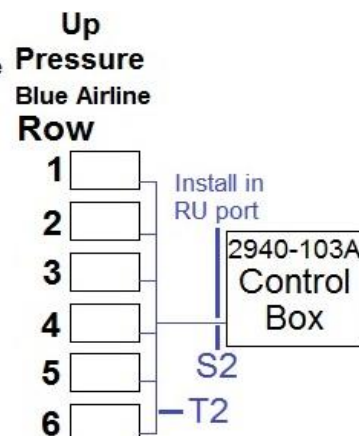 Up
Pressure
Blue Airline
Row
1
2
3
4
5
6
Install in
RU port
2940-103A
Control
Box
S2
T2